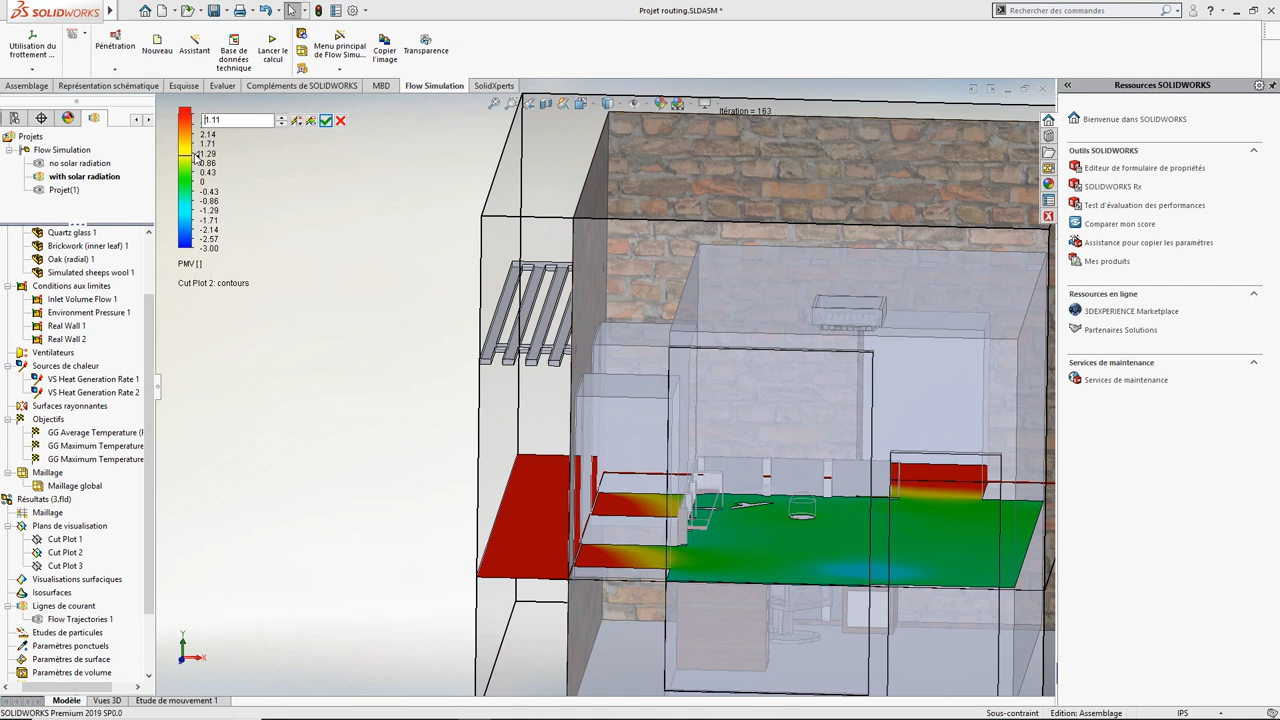 SOLIDWORKS
Projet routing.SLDASM *
Rechercher des commandes
Utilisation du
frottement ...
Pénétration
Nouveau
Assistant
Base de
données
technique
Lancer le
calcul
Menu principal
de Flow Simu...
Copier
l'image
Transparence
Assemblage
Représentation schématique
Esquisse
Evaluer
Compléments de SOLIDWORKS
MBD
Flow Simulation
SolidXperts
Ressources SOLIDWORKS
Itération = 163
1.11
2.14
1.71
1.29
0.86
0.43
0
-0.43
-0.86
-1.29
-1.71
-2.14
-2.57
-3.00
PMV [ ]
Cut Plot 2: contours
Projets
Flow Simulation
no solar radiation
with solar radiation
Projet(1)
Quartz glass 1
Brickwork (inner leaf) 1
Oak (radial) 1
Simulated sheeps wool 1
Conditions aux limites
Inlet Volume Flow 1
Environment Pressure 1
Real Wall 1
Real Wall 2
Ventilateurs
Sources de chaleur
VS Heat Generation Rate 1
VS Heat Generation Rate 2
Surfaces rayonnantes
Objectifs
GG Average Temperature (F
GG Maximum Temperature
GG Maximum Temperature
Maillage
Maillage global
Résultats (3.fld)
Maillage
Plans de visualisation
Cut Plot 1
Cut Plot 2
Cut Plot 3
Visualisations surfaciques
Isosurfaces
Lignes de courant
Flow Trajectories 1
Etudes de particules
Paramètres ponctuels
Paramètres de surface
Paramètres de volume
Y
X
Bienvenue dans SOLIDWORKS
Outils SOLIDWORKS
Editeur de formulaire de propriétés
SOLIDWORKS Rx
Test d'évaluation des performances
Comparer mon score
Assistance pour copier les paramètres
Mes produits
Ressources en ligne
3DEXPERIENCE Marketplace
Partenaires Solutions
Services de maintenance
Services de maintenance
Modèle
Vues 3D
Etude de mouvement 1
SOLIDWORKS Premium 2019 SP0.0
Sous-contraint
Edition: Assemblage
IPS